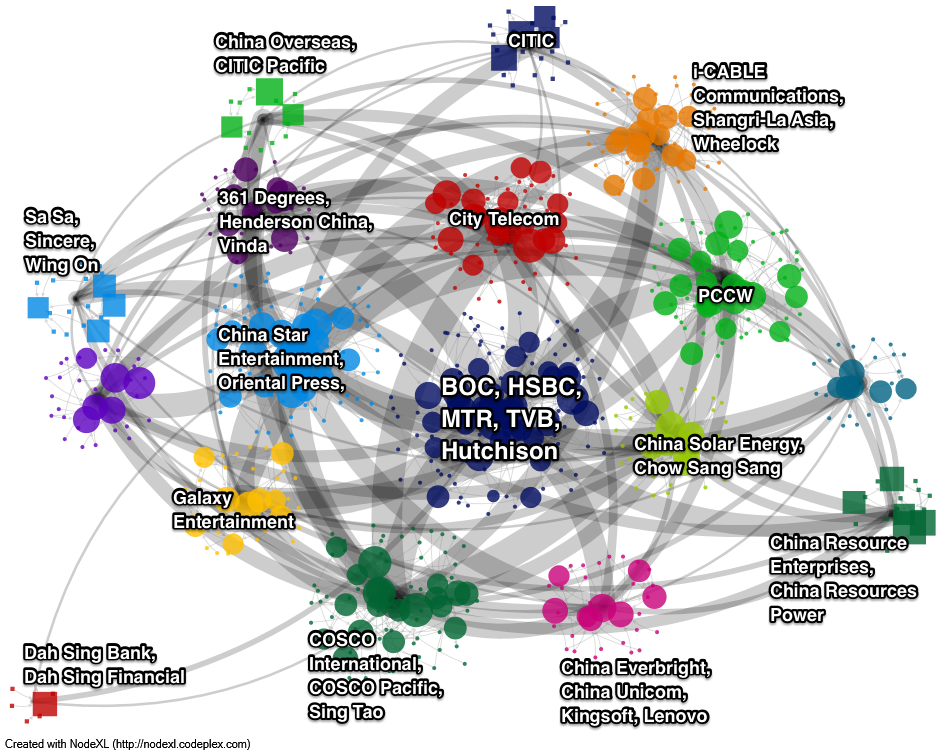 CITIC
China Overseas,
CITIC Pacific
i-CABLE
Communications,
Shangri-La Asia,
Wheelock
361 Degrees,
Henderson China,
Vinda
City Telecom
Sa Sa,
Sincere,
Wing On
PCCW
China Star
Entertainment,
Oriental Press,
BOC, HSBC,
MTR, TVB,
Hutchison
China Solar Energy,
Chow Sang Sang
Galaxy
Entertainment
China Resource
Enterprises,
China Resources
Power
COSCO
International,
COSCO Pacific,
Sing Tao
Dah Sing Bank,
Dah Sing Financial
China Everbright,
China Unicom,
Kingsoft, Lenovo
Created with NodeXL (http://nodexl.codeplex.com)